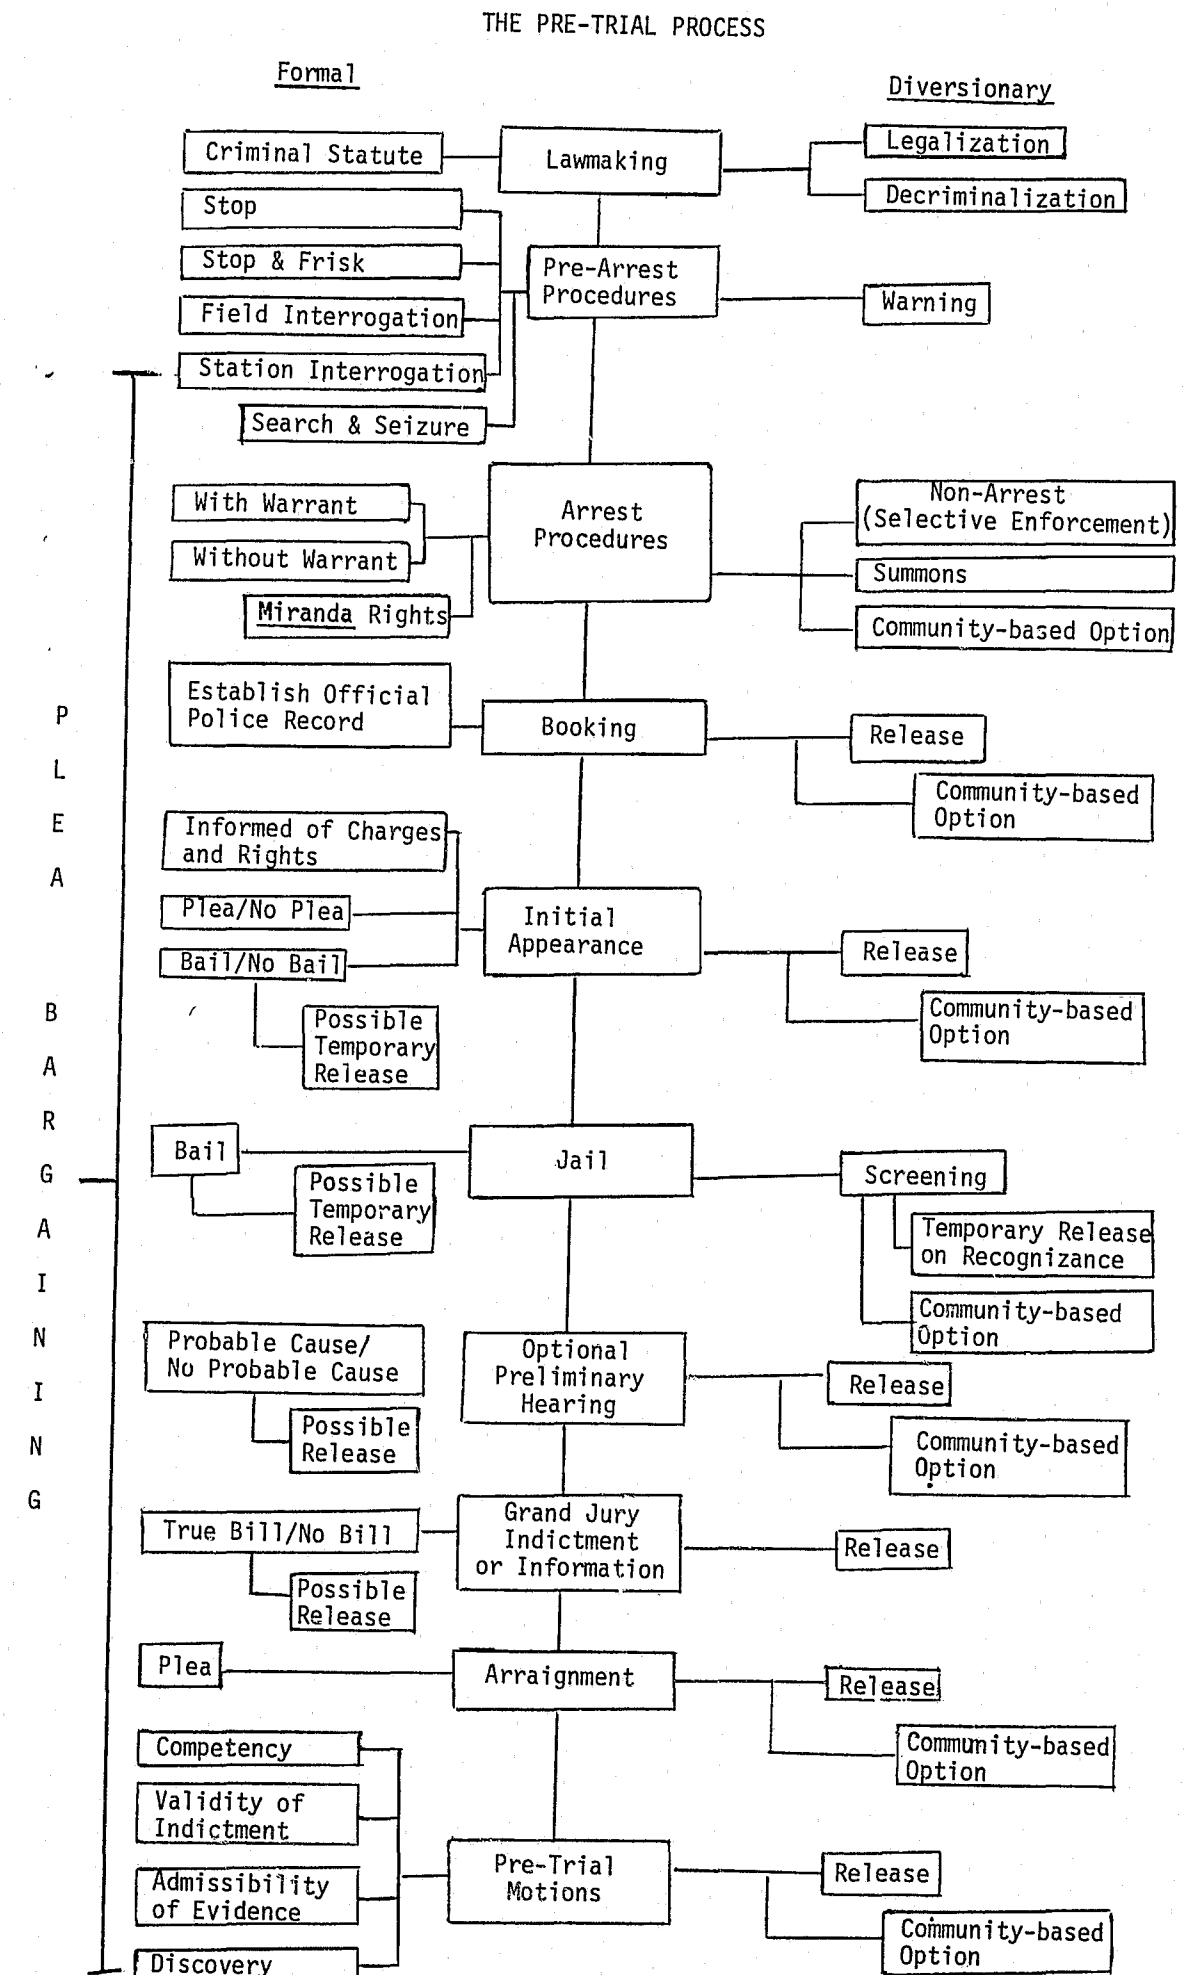 THE PRE-TRIAL PROCESS
Formal
Diversionary
Criminal Statute
Lawmaking
Legalization
Decriminalization
Stop
Stop & Frisk
Field Interrogation
Station Interrogation
Search & Seizure
Pre-Arrest
Procedures
Warning
With Warrant
Without Warrant
Miranda Rights
Arrest
Procedures
Non-Arrest
(Selective Enforcement)
Summons
Community-based Option
Establish Official
Police Record
Booking
Release
Community-based
Option
Informed of Charges
and Rights
Plea/No Plea
Bail/No Bail
Possible
Temporary
Release
Initial
Appearance
Release
Community-based
Option
Bail
Possible
Temporary
Release
Jail
Screening
Temporary Release
on Recognizance
Community-based
Option
Probable Cause/
No Probable Cause
Possible
Release
Optional
Preliminary
Hearing
Release
Community-based
Option
True Bill/No Bill
Possible
Release
Grand Jury
Indictment
or Information
Release
Plea
Arraignment
Release
Community-based
Option
Competency
Validity of
Indictment
Admissibility
of Evidence
Discovery
Pre-Trial
Motions
Release
Community-based
Option
PLEA BARGAINING